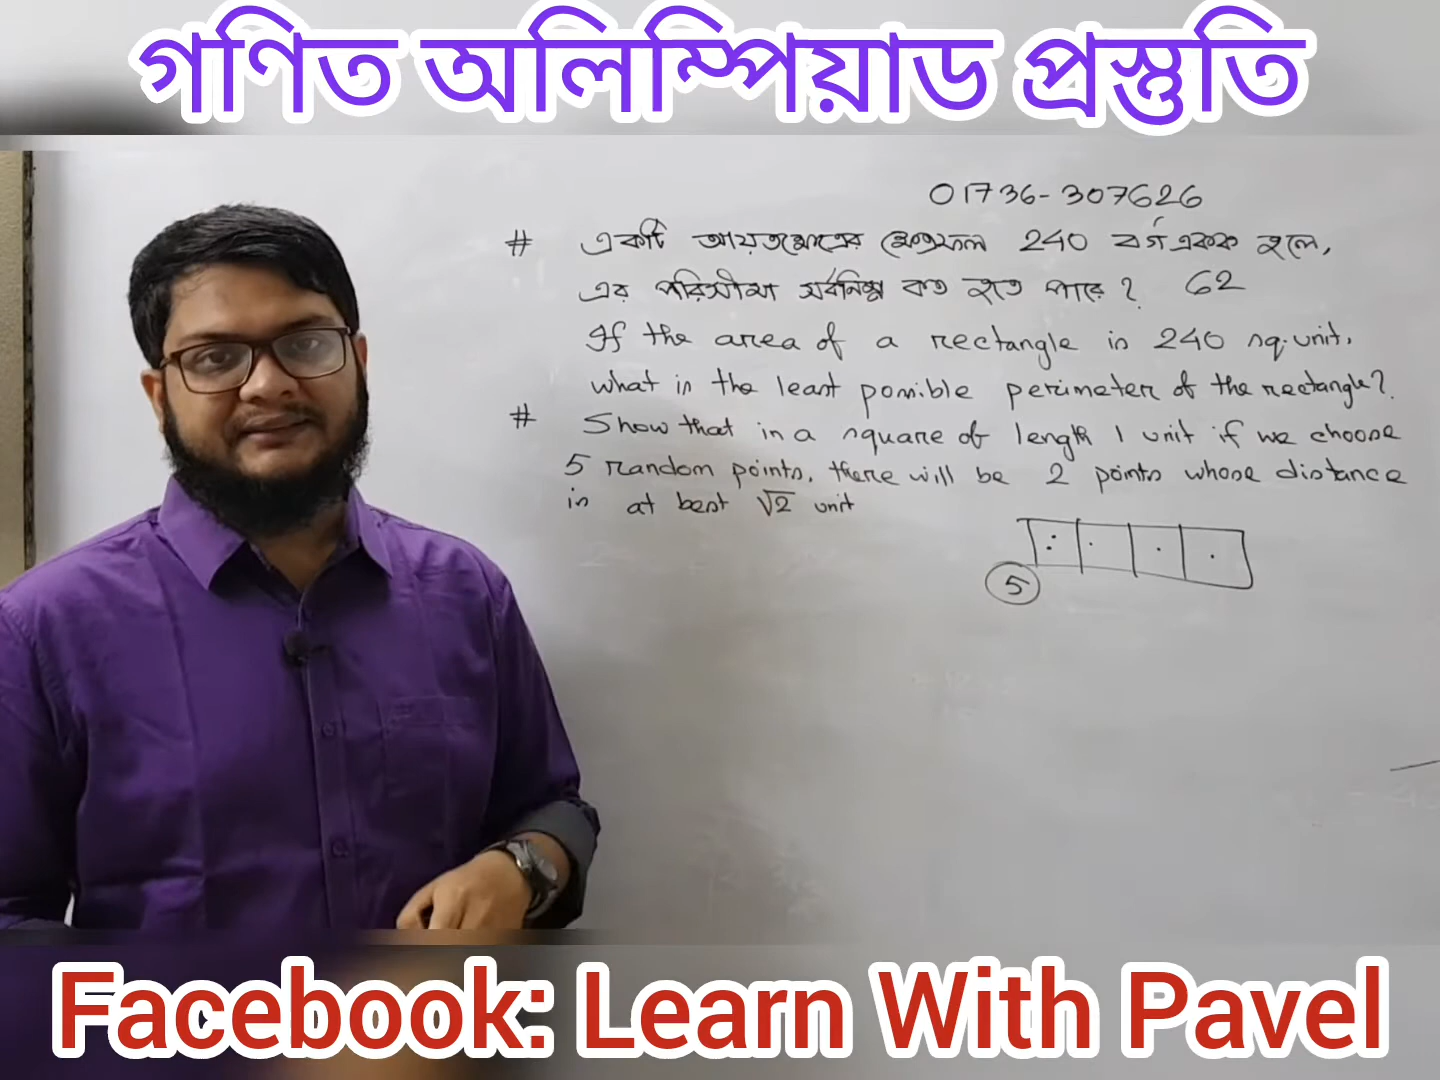 গণিত অলিম্পিয়াড প্রস্তুতি
01736-307626
# একটি আয়তক্ষেত্রের ক্ষেত্রফল 240 বর্গ একক হলে,
এর পরিসীমা সর্বনিম্ন কত হতে পারে? 62
If the area of a rectangle is 240 sq.unit,
what is the least possible perimeter of the rectangle?
# Show that in a square of length 1 unit if we choose
5 random points, there will be 2 points whose distance
is at best √2 unit
5
Facebook: Learn With Pavel